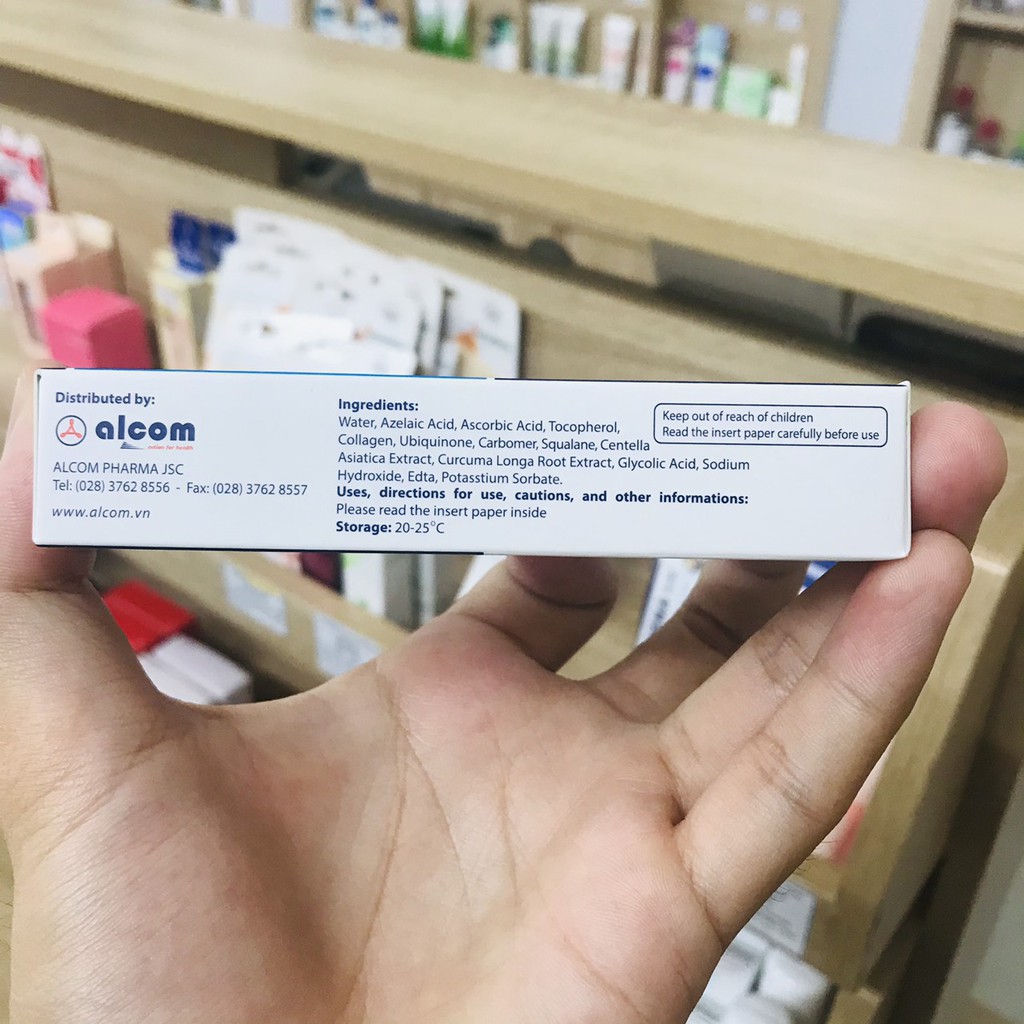 Distributed by:
alcom
action for health
ALCOM PHARMA JSC
Tel: (028) 3762 8556 - Fax: (028) 3762 8557
www.alcom.vn
Ingredients:
Water, Azelaic Acid, Ascorbic Acid, Tocopherol,
Collagen, Ubiquinone, Carbomer, Squalane, Centella
Asiatica Extract, Curcuma Longa Root Extract, Glycolic Acid, Sodium
Hydroxide, Edta, Potasstium Sorbate.
Uses, directions for use, cautions, and other informations:
Please read the insert paper inside
Storage: 20-25°C
Keep out of reach of children
Read the insert paper carefully before use